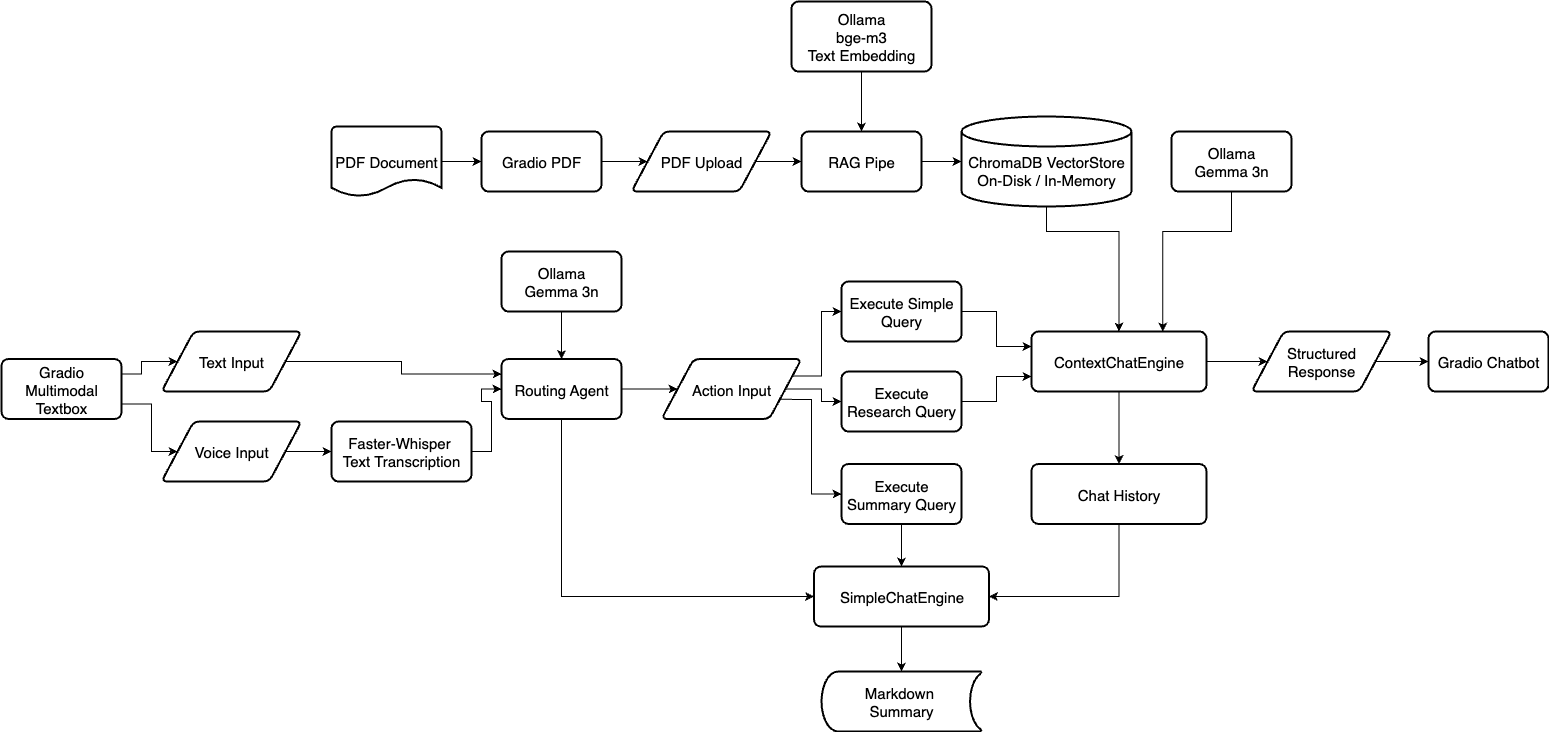 Ollama
bge-m3
Text Embedding
PDF Document
Gradio PDF
PDF Upload
RAG Pipe
ChromaDB VectorStore
On-Disk / In-Memory
Ollama
Gemma 3n
Ollama
Gemma 3n
Gradio
Multimodal
Textbox
Text Input
Voice Input
Faster-Whisper
Text Transcription
Routing Agent
Action Input
Execute Simple
Query
Execute
Research Query
Execute
Summary Query
ContextChatEngine
Structured
Response
Gradio Chatbot
Chat History
SimpleChatEngine
Markdown
Summary